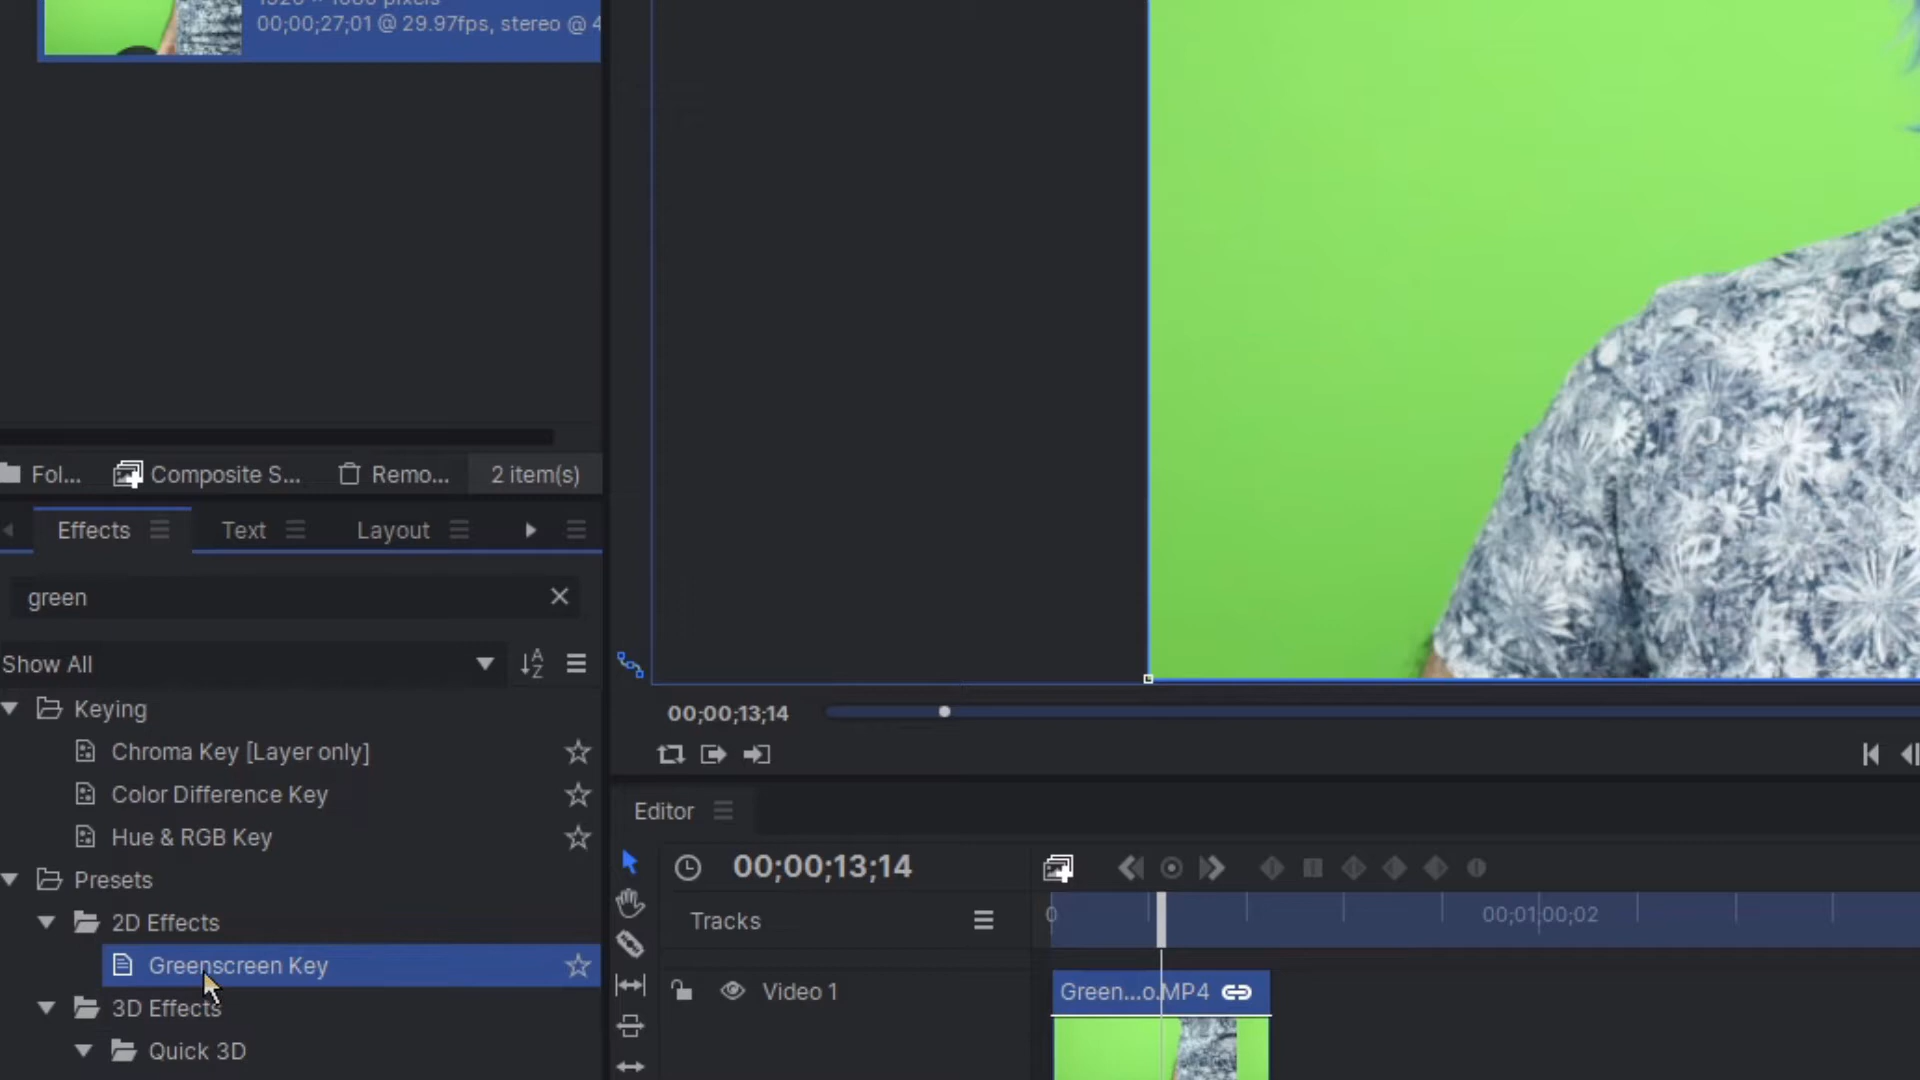 00;00;27;01 @ 29.97fps, stereo @ 4
Fol...
Composite S...
Remo...
2 item(s)
Effects
Text
Layout
green
Show All
Keying
Chroma Key [Layer only]
Color Difference Key
Hue & RGB Key
Presets
2D Effects
Greenscreen Key
3D Effects
Quick 3D
00;00;13;14
Editor
00;00;13;14
Tracks
0
00;01;00;02
Video 1
Green...o.MP4